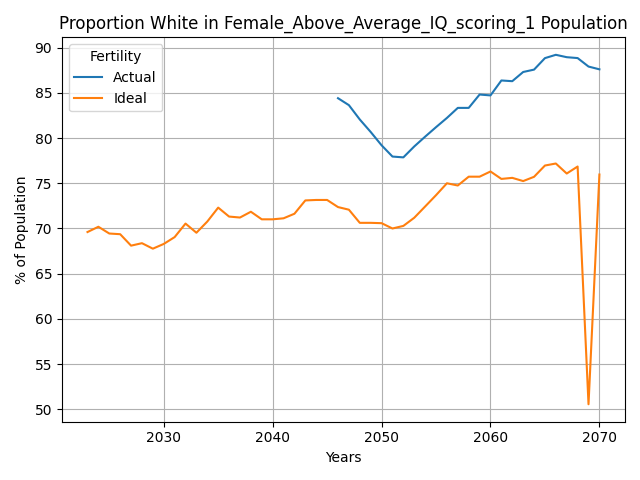 Proportion White in Female_Above_Average_IQ_scoring_1 Population
Fertility
Actual
Ideal
% of Population
90
85
80
75
70
65
60
55
50
2030
2040
2050
2060
2070
Years